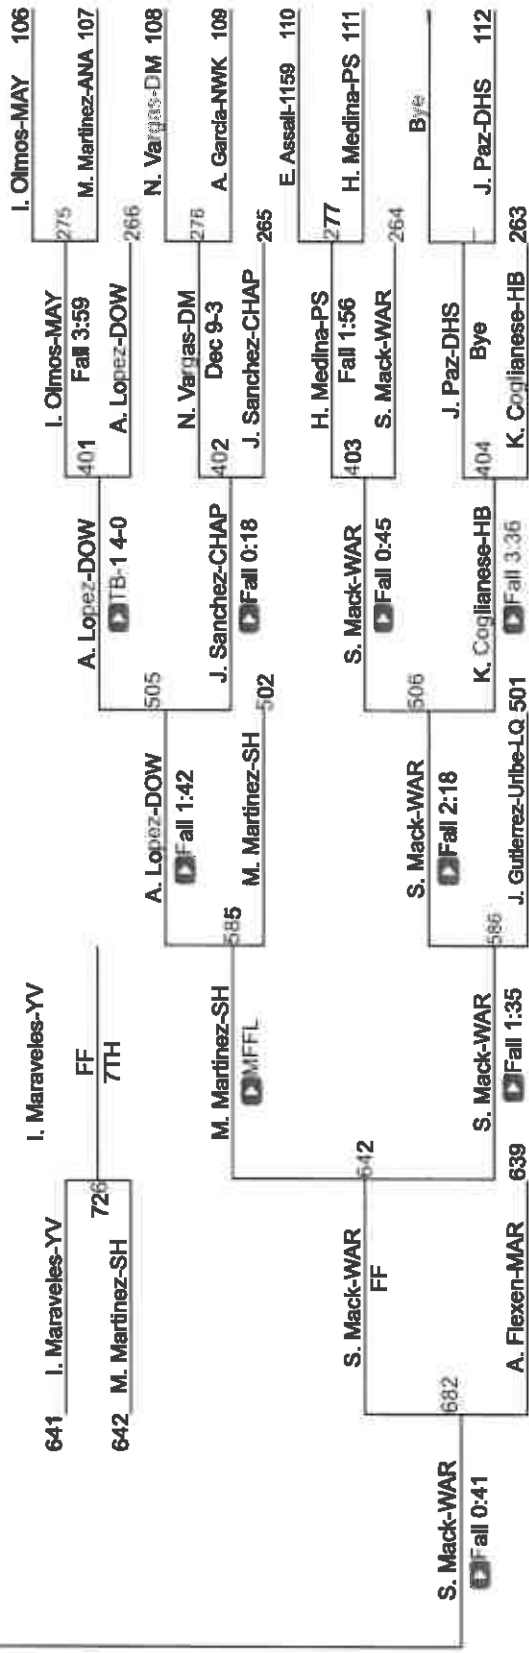 I. Olmos-MAY 106
M. Martinez-ANA 107
N. Vargas-DM 108
A. Garcia-NWK 109
E. Assail-1159 110
H. Medina-PS 111
Bye
J. Paz-DHS 112
275
I. Olmos-MAY
Fall 3:59
A. Lopez-DOW 266
276
N. Vargas-DM
Dec 9-3
J. Sanchez-CHAP 265
277
H. Medina-PS
Fall 1:56
S. Mack-WAR 264
J. Paz-DHS
Bye
K. Coglianese-HB 263
401
A. Lopez-DOW
TB-1 4-0
402
J. Sanchez-CHAP
Fall 0:18
403
S. Mack-WAR
Fall 0:45
404
K. Coglianese-HB
Fall 3:36
505
A. Lopez-DOW
Fall 1:42
M. Martinez-SH 502
506
S. Mack-WAR
Fall 2:18
J. Gutierrez-Uribe-LQ 501
585
M. Martinez-SH
MFFL
586
S. Mack-WAR
Fall 1:35
I. Maraveles-YV
FF
7TH
726
641 I. Maraveles-YV
642 M. Martinez-SH
642
S. Mack-WAR
FF
A. Flexen-MAR 639
682
S. Mack-WAR
Fall 0:41